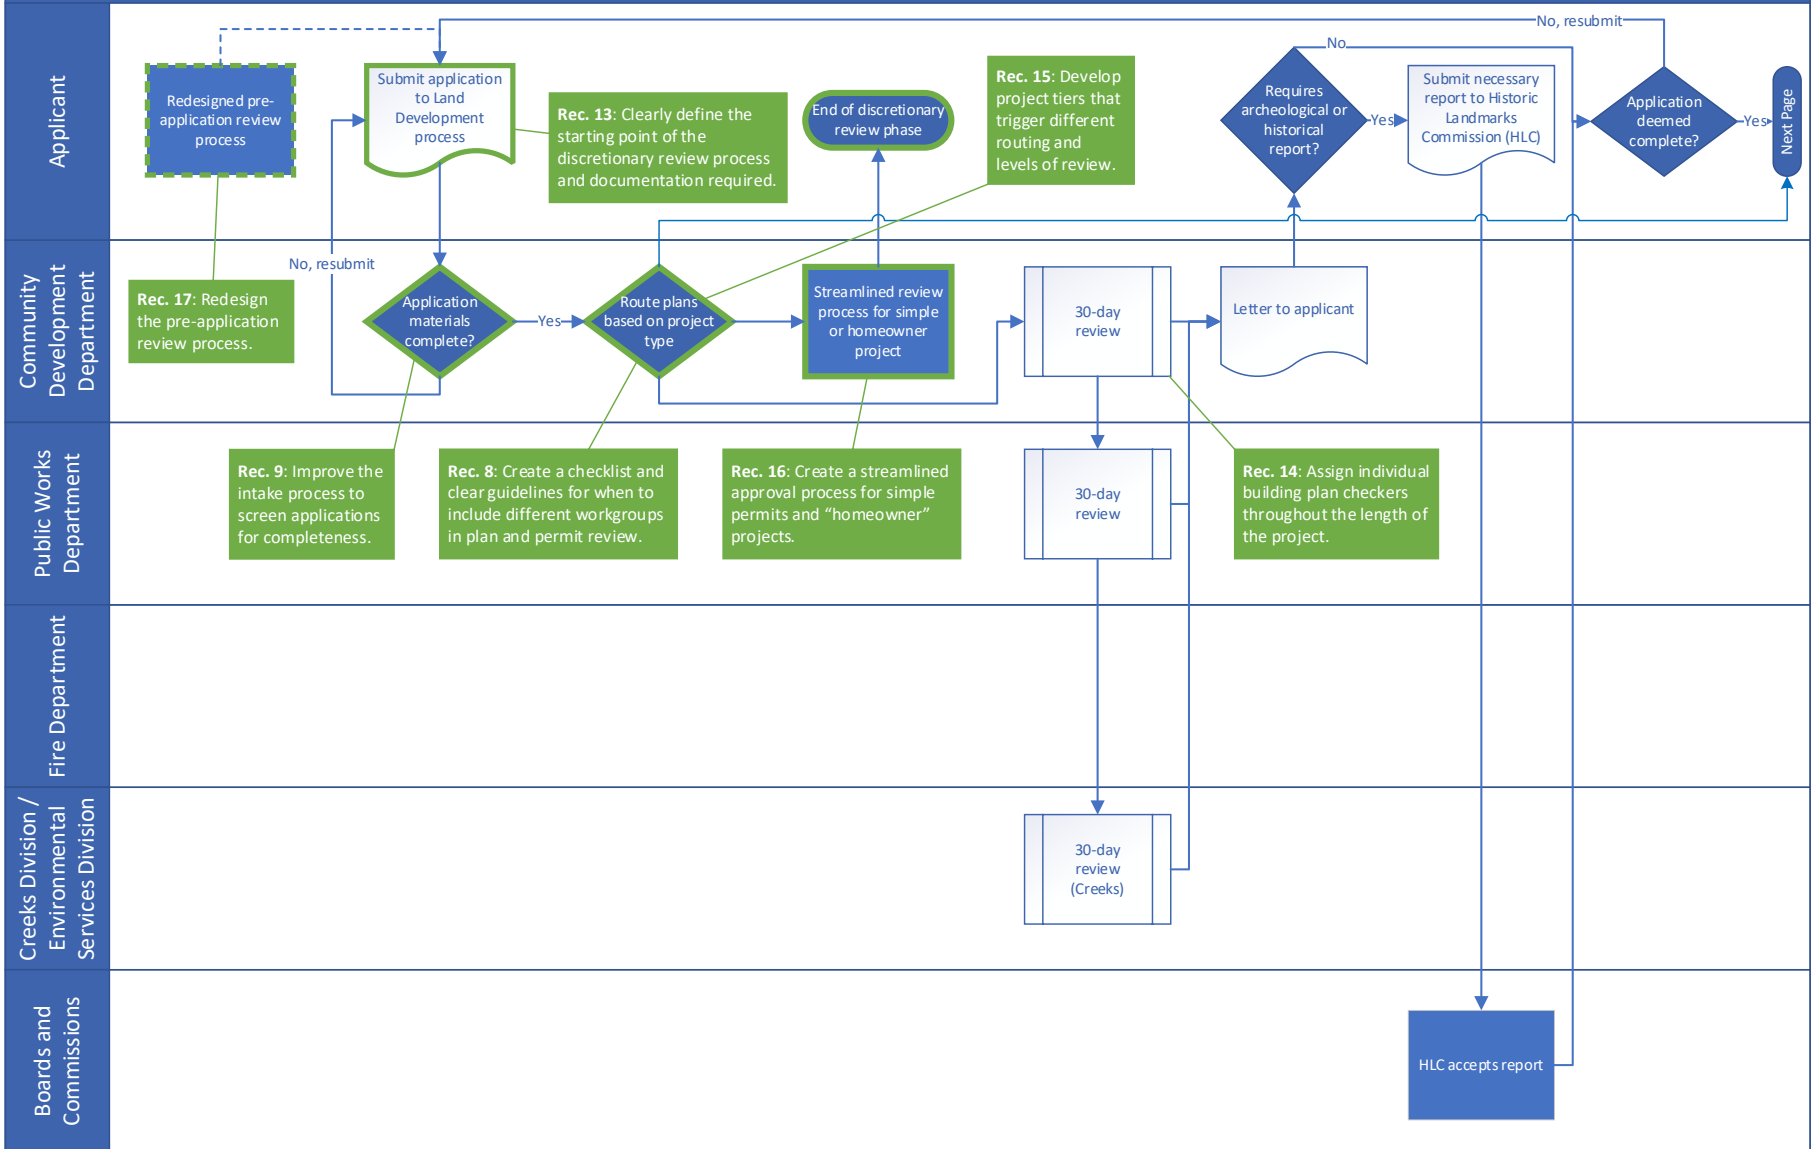 Applicant
Redesigned pre-
application review
process
Submit application
to Land
Development
process
Rec. 13: Clearly define the
starting point of the
discretionary review process
and documentation required.
End of discretionary
review phase
Rec. 15: Develop
project tiers that
trigger different
routing and
levels of review.
No
Requires
archeological or
historical
report?
Yes
Submit necessary
report to Historic
Landmarks
Commission (HLC)
No, resubmit
Application
deemed
complete?
Yes
Next Page
Community
Development
Department
No, resubmit
Rec. 17: Redesign
the pre-application
review process.
Application
materials
complete?
Yes
Route plans
based on project
type
Streamlined review
process for simple
or homeowner
project
30-day
review
Letter to applicant
Public Works
Department
Rec. 9: Improve the
intake process to
screen applications
for completeness.
Rec. 8: Create a checklist and
clear guidelines for when to
include different workgroups
in plan and permit review.
Rec. 16: Create a streamlined
approval process for simple
permits and “homeowner”
projects.
30-day
review
Rec. 14: Assign individual
building plan checkers
throughout the length of
the project.
Fire Department
Creeks Division /
Environmental
Services Division
30-day
review
(Creeks)
Boards and
Commissions
HLC accepts report